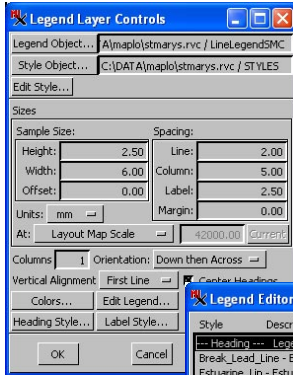 Legend Layer Controls
Legend Object... A\maplo\stmarys.rvc / LineLegendSMC
Style Object... C:\DATA\maplo\stmarys.rvc / STYLES
Edit Style...
Sizes
Sample Size: Spacing:
Height: 2.50 Line: 2.00
Width: 6.00 Column: 5.00
Offset: 0.00 Label: 2.50
Units: mm Margin: 0.00
At: Layout Map Scale 42000.00 Current
Columns 1 Orientation: Down then Across
Vertical Alignment First Line Center Headings
Colors... Edit Legend...
Heading Style... Label Style...
OK Cancel
Legend Editor
Style Descr
--- Heading --- Lege
Break_Lead_Line - E
Estuarine_Lin - Estu